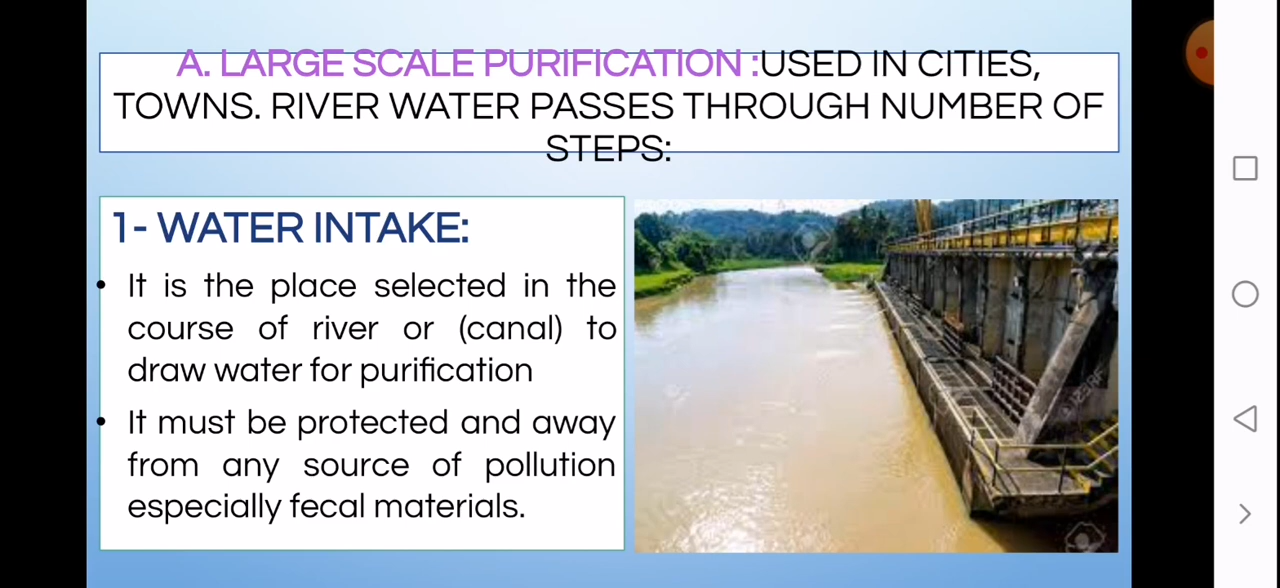 A. LARGE SCALE PURIFICATION :USED IN CITIES,
TOWNS. RIVER WATER PASSES THROUGH NUMBER OF
STEPS:
1- WATER INTAKE:
• It is the place selected in the
course of river or (canal) to
draw water for purification
• It must be protected and away
from any source of pollution
especially fecal materials.